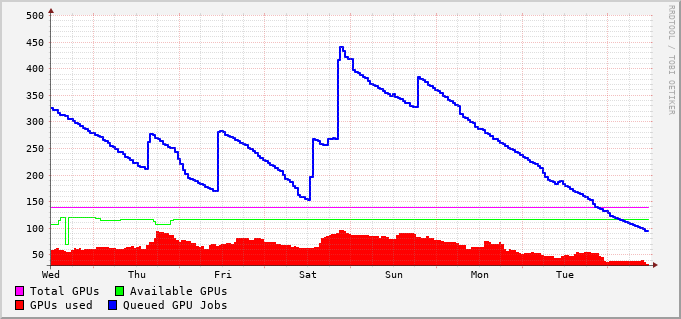 500
450
400
350
300
250
200
150
100
50
Wed Thu Fri Sat Sun Mon Tue
Total GPUs Available GPUs
GPUs used Queued GPU Jobs
RRDTOOL / TOBI OETIKER